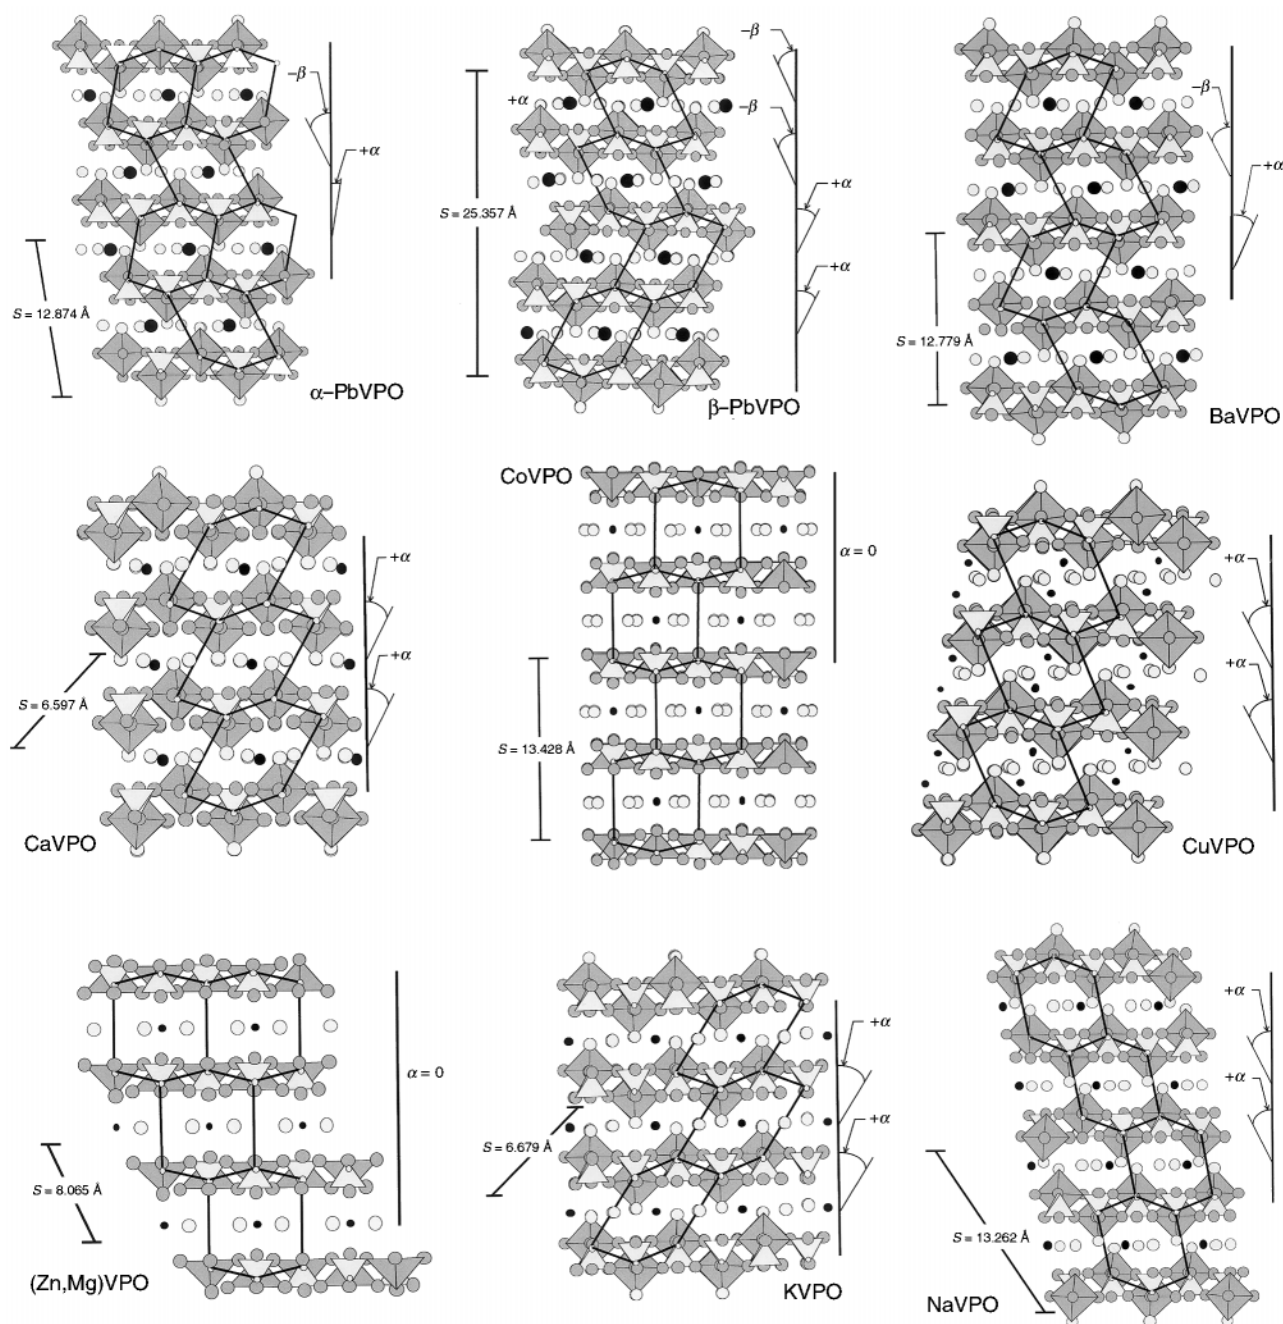 −β
+α
S = 12.874 Å
α–PbVPO
−β
+α
−β
S = 25.357 Å
+α
+α
β–PbVPO
−β
+α
S = 12.779 Å
BaVPO
+α
+α
S = 6.597 Å
CaVPO
CoVPO
α = 0
S = 13.428 Å
+α
+α
CuVPO
α = 0
S = 8.065 Å
(Zn,Mg)VPO
+α
+α
S = 6.679 Å
KVPO
+α
+α
S = 13.262 Å
NaVPO